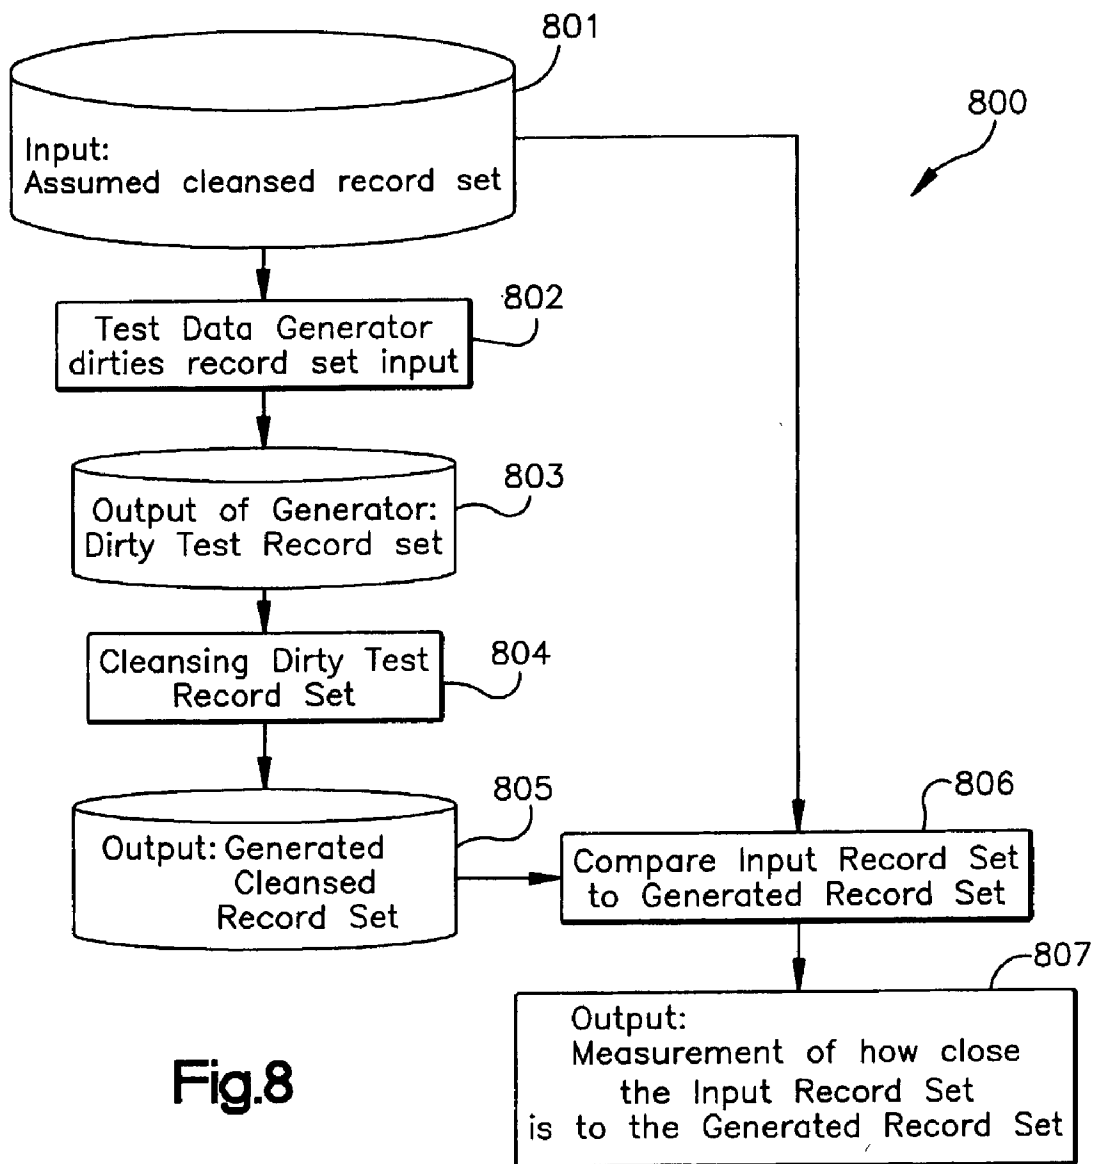 801
800
Input:
Assumed cleansed record set
802
Test Data Generator
dirties record set input
803
Output of Generator:
Dirty Test Record set
804
Cleansing Dirty Test
Record Set
805
Output: Generated
Cleansed
Record Set
806
Compare Input Record Set
to Generated Record Set
807
Output:
Measurement of how close
the Input Record Set
is to the Generated Record Set
Fig.8